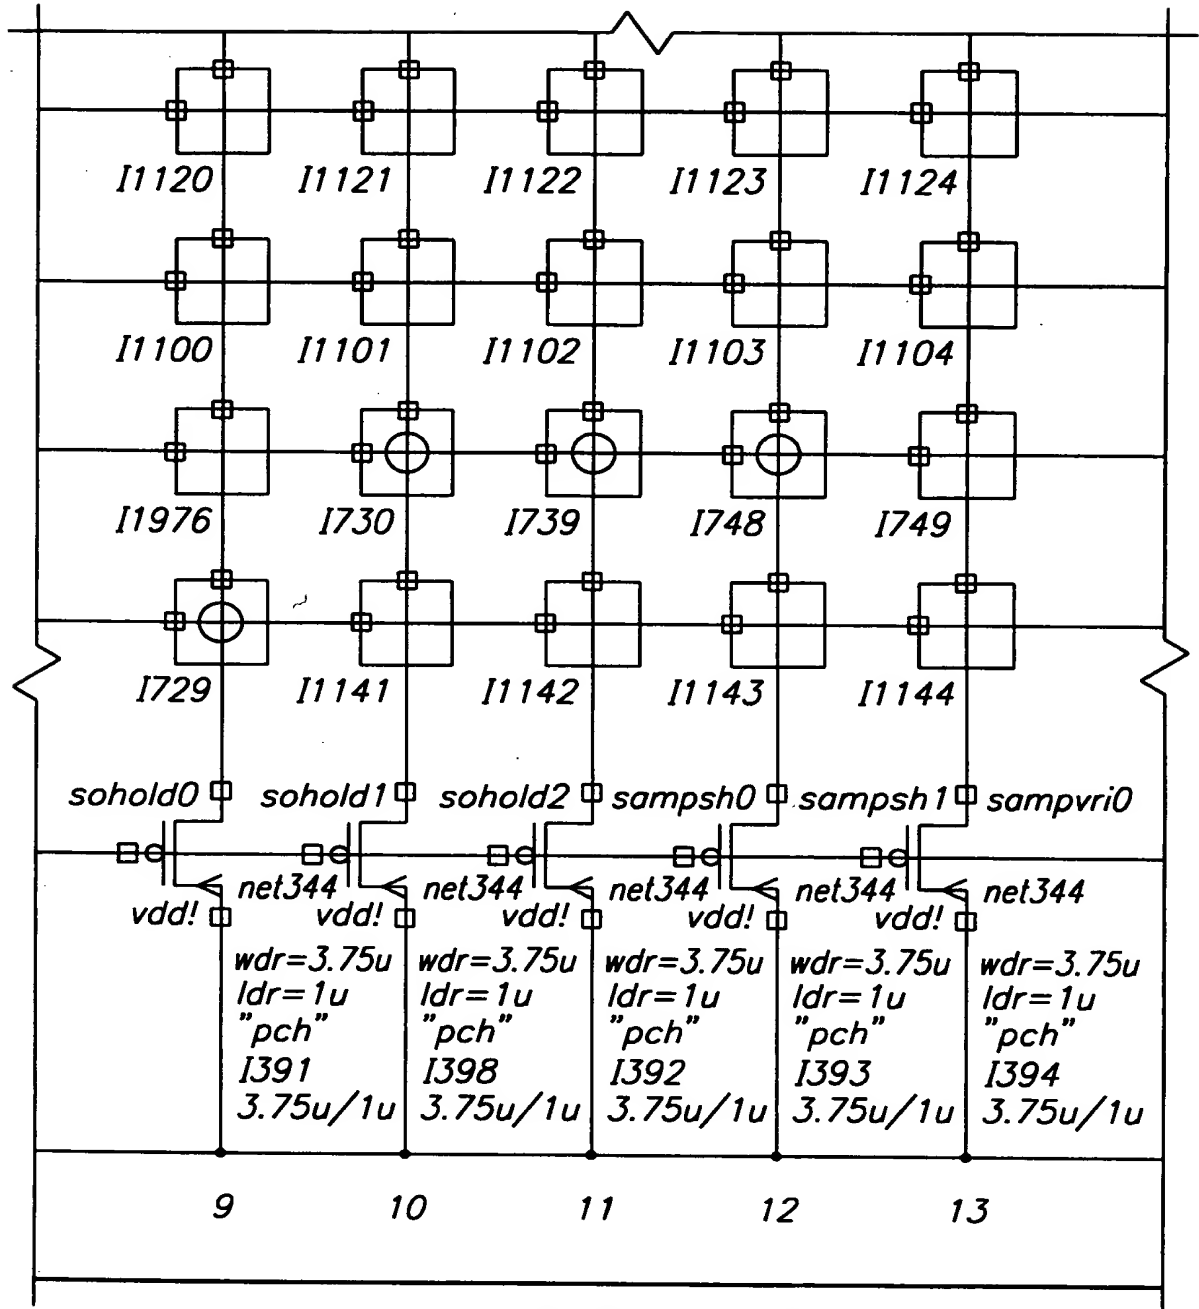 I1120 I1121 I1122 I1123 I1124
I1100 I1101 I1102 I1103 I1104
I1976 I730 I739 I748 I749
I729 I1141 I1142 I1143 I1144
sohold0 sohold1 sohold2 sampsh0 sampsh1 sampvri0
net344 net344 net344 net344 net344
vdd! vdd! vdd! vdd! vdd!
wdr=3.75u wdr=3.75u wdr=3.75u wdr=3.75u wdr=3.75u
ldr=1u ldr=1u ldr=1u ldr=1u ldr=1u
"pch" "pch" "pch" "pch" "pch"
I391 I398 I392 I393 I394
3.75u/1u 3.75u/1u 3.75u/1u 3.75u/1u 3.75u/1u
9 10 11 12 13